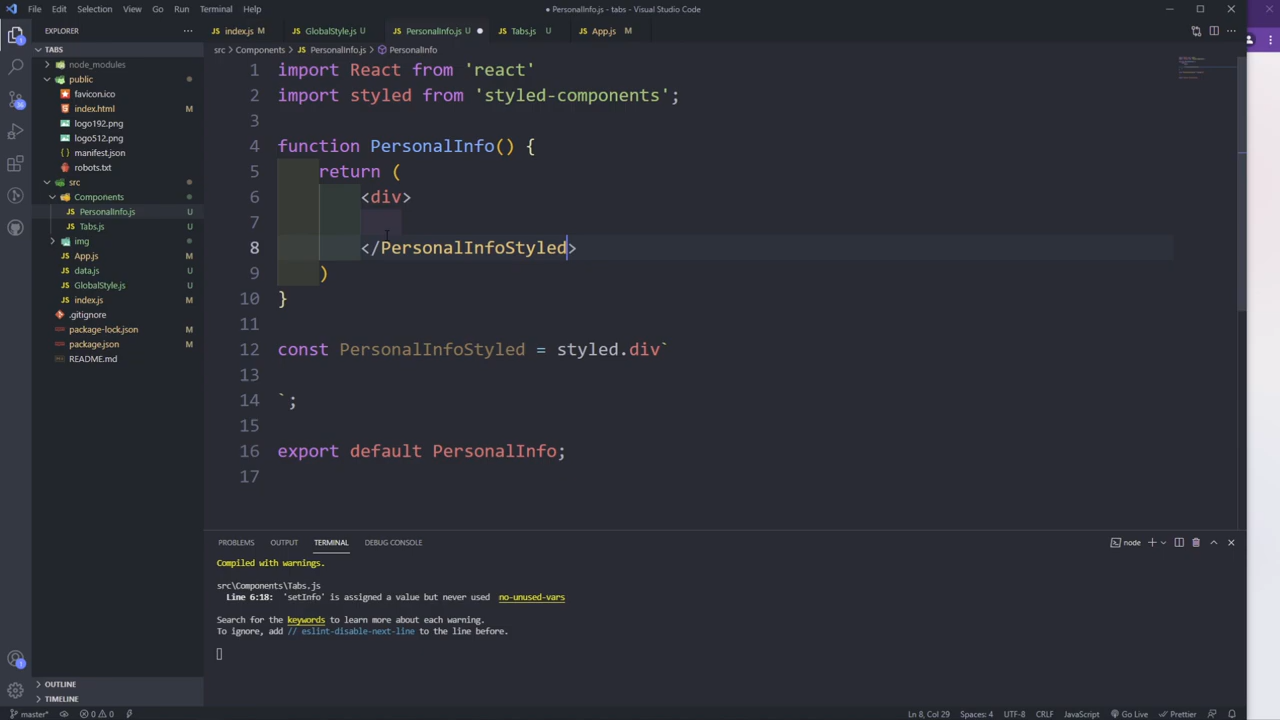 File Edit Selection View Go Run Terminal Help
● PersonalInfo.js - tabs - Visual Studio Code
EXPLORER ···
index.js M
GlobalStyle.js U
PersonalInfo.js U ●
Tabs.js U
App.js M
src > Components > PersonalInfo.js > PersonalInfo
TABS
node_modules
public
favicon.ico
index.html M
logo192.png
logo512.png
manifest.json
robots.txt
src
Components
PersonalInfo.js U
Tabs.js U
img
App.js M
data.js U
GlobalStyle.js U
index.js M
.gitignore
package-lock.json M
package.json M
README.md
OUTLINE
TIMELINE
1 import React from 'react'
2 import styled from 'styled-components';
3
4 function PersonalInfo() {
5 return (
6 <div>
7
8 </PersonalInfoStyled>
9 )
10 }
11
12 const PersonalInfoStyled = styled.div`
13
14 `;
15
16 export default PersonalInfo;
17
PROBLEMS OUTPUT TERMINAL DEBUG CONSOLE
node
Compiled with warnings.
src\Components\Tabs.js
Line 6:18: 'setInfo' is assigned a value but never used no-unused-vars
Search for the keywords to learn more about each warning.
To ignore, add // eslint-disable-next-line to the line before.
master* 0 0 Ln 8, Col 29 Spaces: 4 UTF-8 CRLF JavaScript Go Live Prettier